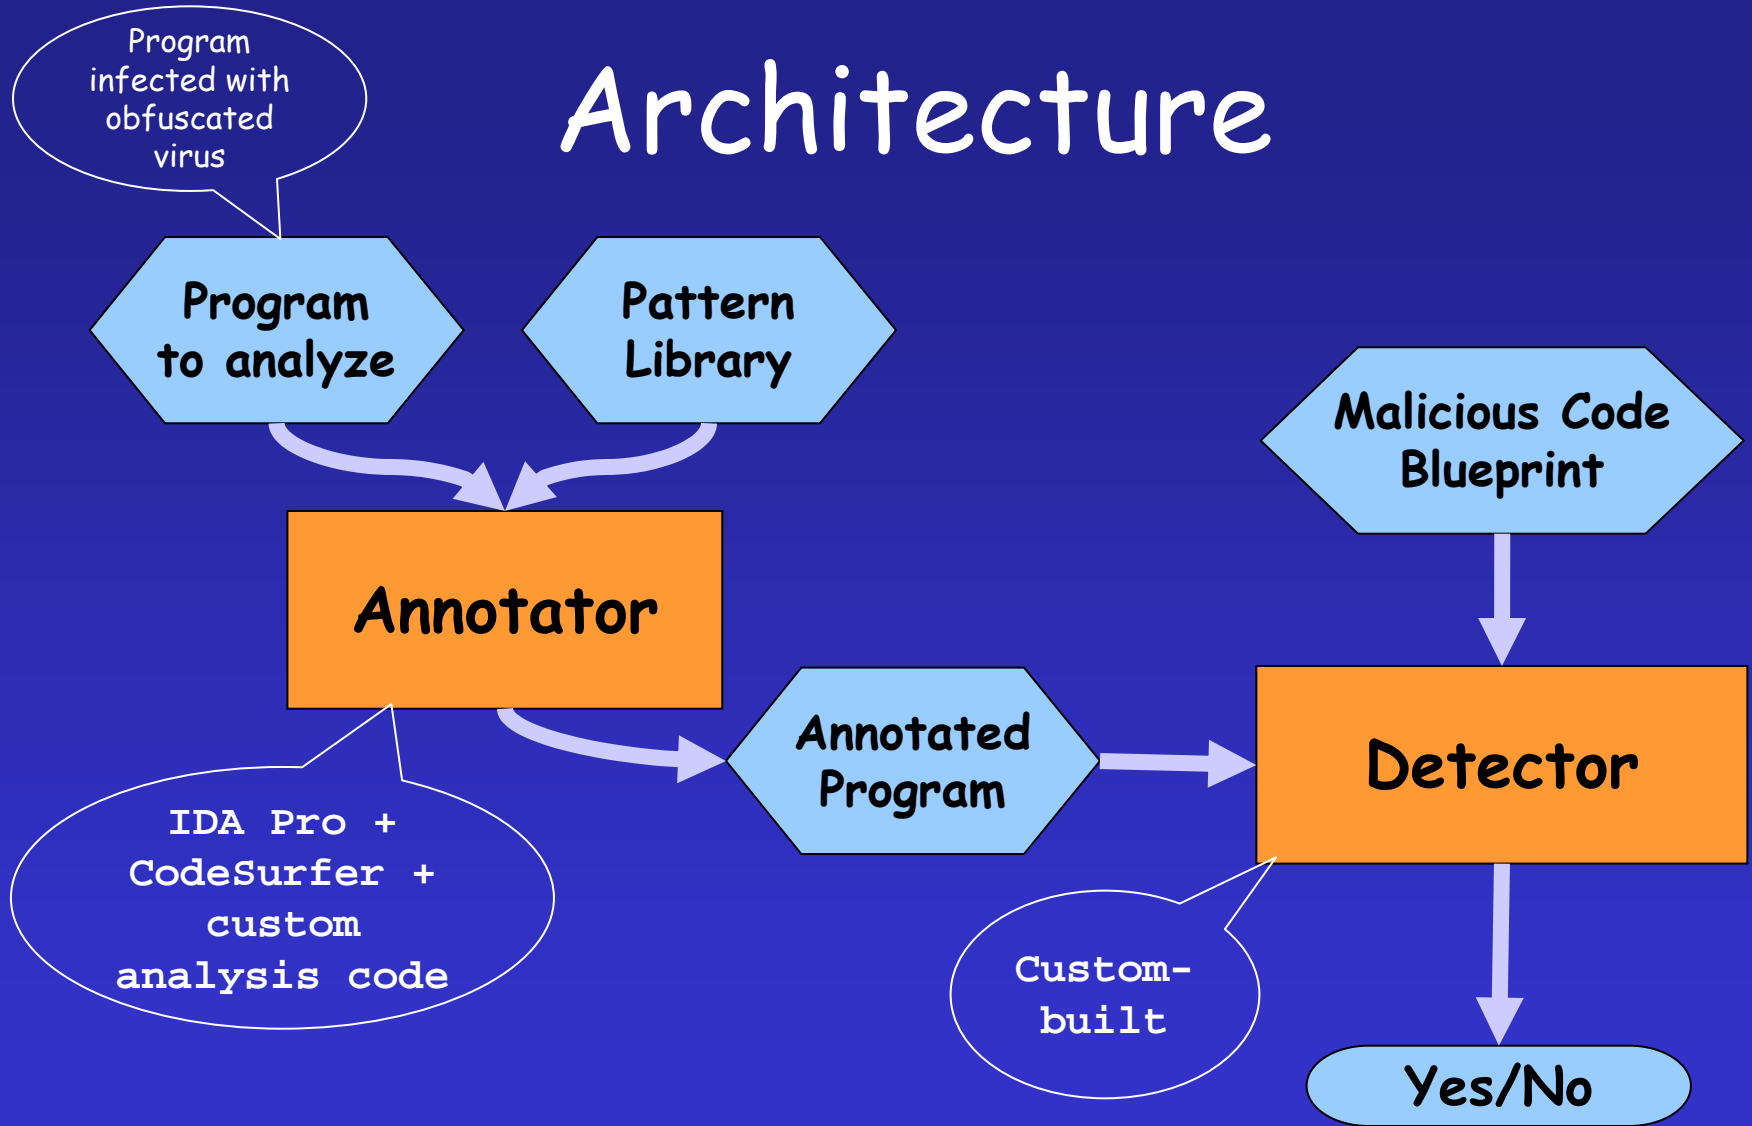 Program
infected with
obfuscated
virus
Architecture
Program
to analyze
Pattern
Library
Malicious Code
Blueprint
Annotator
Annotated
Program
Detector
IDA Pro +
CodeSurfer +
custom
analysis code
Custom-
built
Yes/No